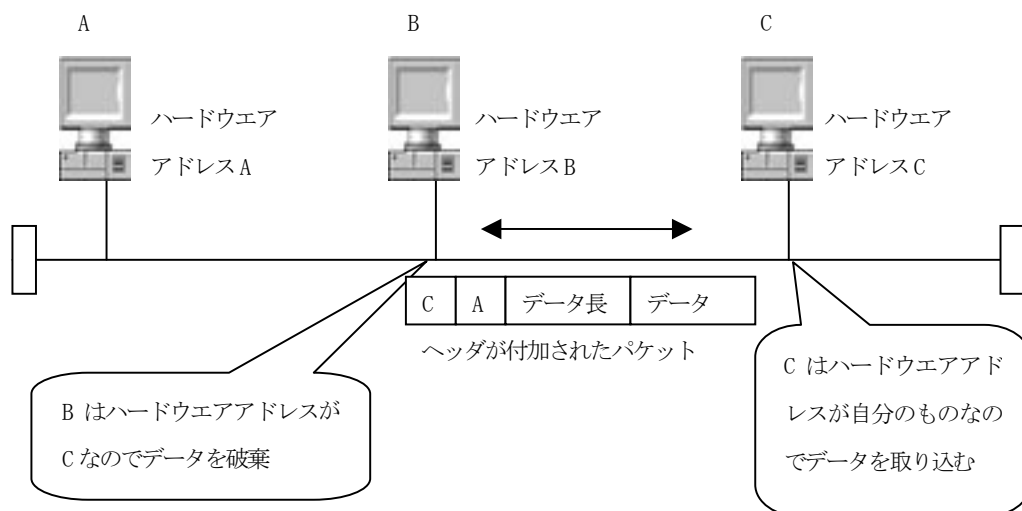 A
B
C
ハードウエア
アドレスA
ハードウエア
アドレスB
ハードウエア
アドレスC
C A データ長 データ
ヘッダが付加されたパケット
B はハードウエアアドレスが
C なのでデータを破棄
C はハードウエアアド
レスが自分のものなの
でデータを取り込む